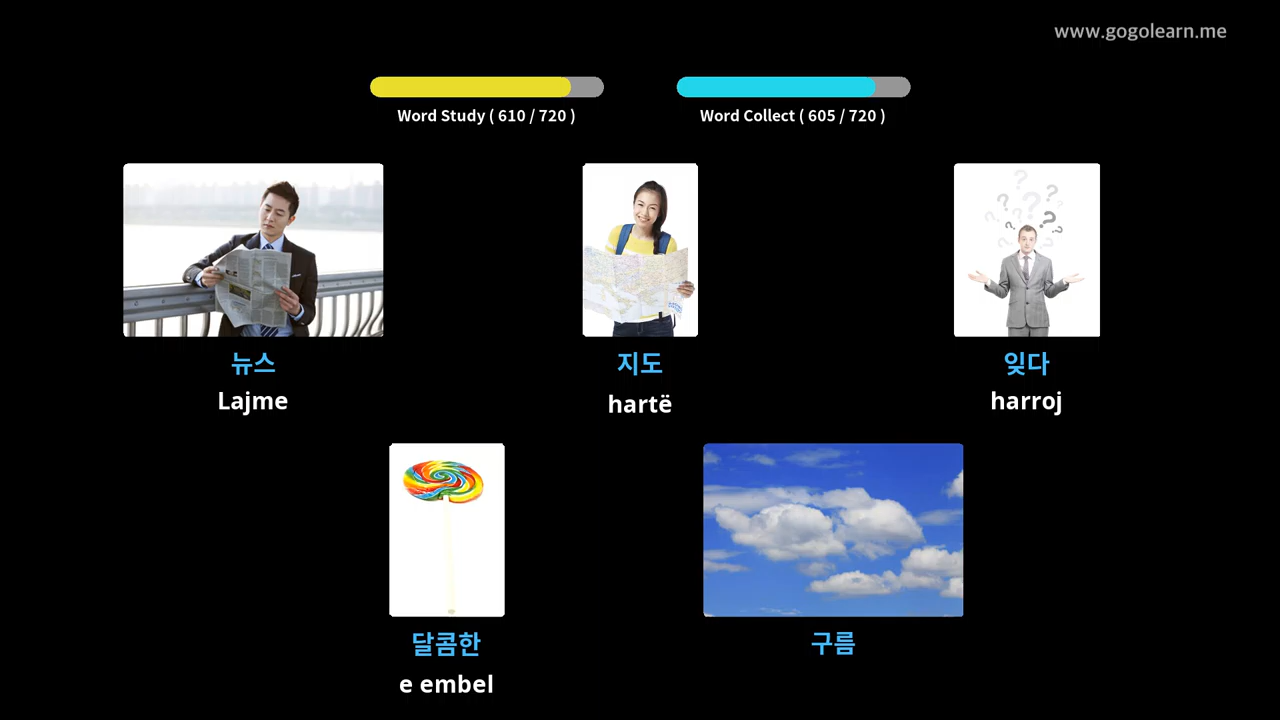 www.gogolearn.me
Word Study ( 610 / 720 )
Word Collect ( 605 / 720 )
뉴스
Lajme
지도
hartë
잊다
harroj
달콤한
e embel
구름